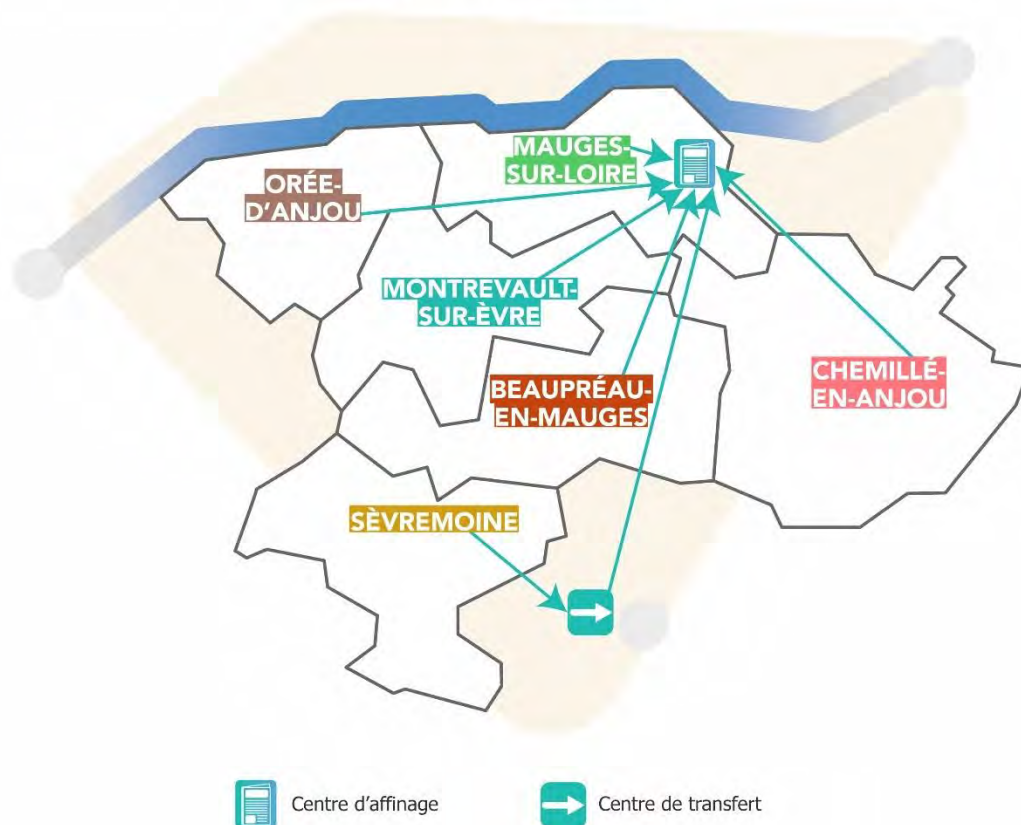 MAUGES-
SUR-LOIRE
ORÉE-
D'ANJOU
MONTREVAULT-
SUR-ÈVRE
BEAUPRÉAU-
EN-MAUGES
CHEMILLÉ-
EN-ANJOU
SÈVREMOINE
Centre d'affinage
Centre de transfert